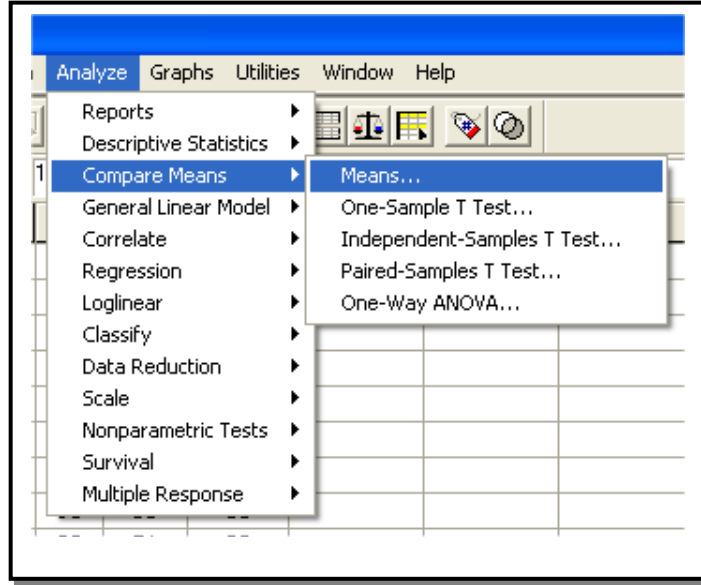 Analyze Graphs Utilities Window Help
Reports
Descriptive Statistics
1
Compare Means
General Linear Model
Correlate
Regression
Loglinear
Classify
Data Reduction
Scale
Nonparametric Tests
Survival
Multiple Response
Means...
One-Sample T Test...
Independent-Samples T Test...
Paired-Samples T Test...
One-Way ANOVA...